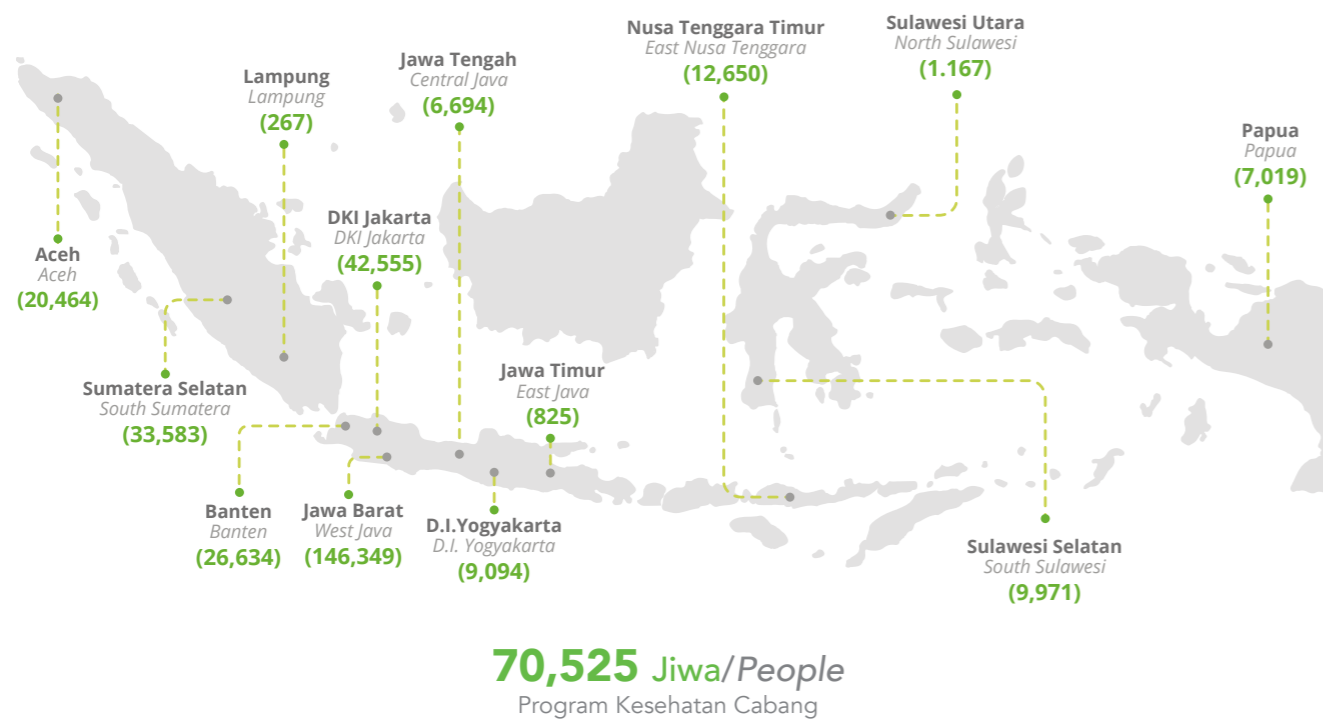 Nusa Tenggara Timur
East Nusa Tenggara
(12,650)
Sulawesi Utara
North Sulawesi
(1.167)
Jawa Tengah
Central Java
(6,694)
Lampung
Lampung
(267)
Papua
Papua
(7,019)
DKI Jakarta
DKI Jakarta
(42,555)
Aceh
Aceh
(20,464)
Jawa Timur
East Java
(825)
Sumatera Selatan
South Sumatera
(33,583)
Banten
Banten
(26,634)
Jawa Barat
West Java
(146,349)
D.I.Yogyakarta
D.I. Yogyakarta
(9,094)
Sulawesi Selatan
South Sulawesi
(9,971)
70,525 Jiwa/People
Program Kesehatan Cabang